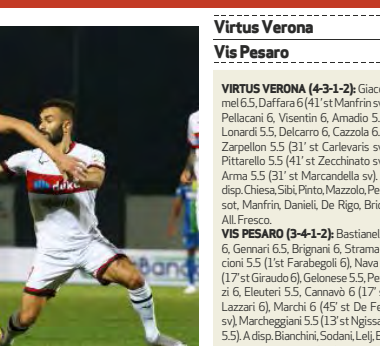 Virtus Verona
Vis Pesaro
VIRTUS VERONA (4-3-1-2): Giaco
mel 6.5, Daffara 6 (41' st Manfrin sv
Pellacani 6, Visentin 6, Amadio 5.
Lonardi 5.5, Delcarro 6, Cazzola 6.
Zarpellon 5.5 (31' st Carlevaris sv
Pittarello 5.5 (41' st Zecchinato sv
Arma 5.5 (31' st Marcandella sv).
disp. Chiesa, Sibi, Pinto, Mazzolo, Pe
sot, Manfrin, Danieli, De Rigo, Brid
All. Fresco.
VIS PESARO (3-4-1-2): Bastianel
6, Gennari 6.5, Brignani 6, Strama
cioni 5.5 (1'st Farabegoli 6), Nava
(17' st Giraudo 6), Gelonese 5.5, Pe
zi 6, Eleuteri 5.5, Cannavò 6 (17' s
Lazzari 6), Marchi 6 (45' st De Fe
sv), Marcheggiani 5.5 (13' st Ngissa
5.5). A disp. Bianchini, Sodani, Lelj, E